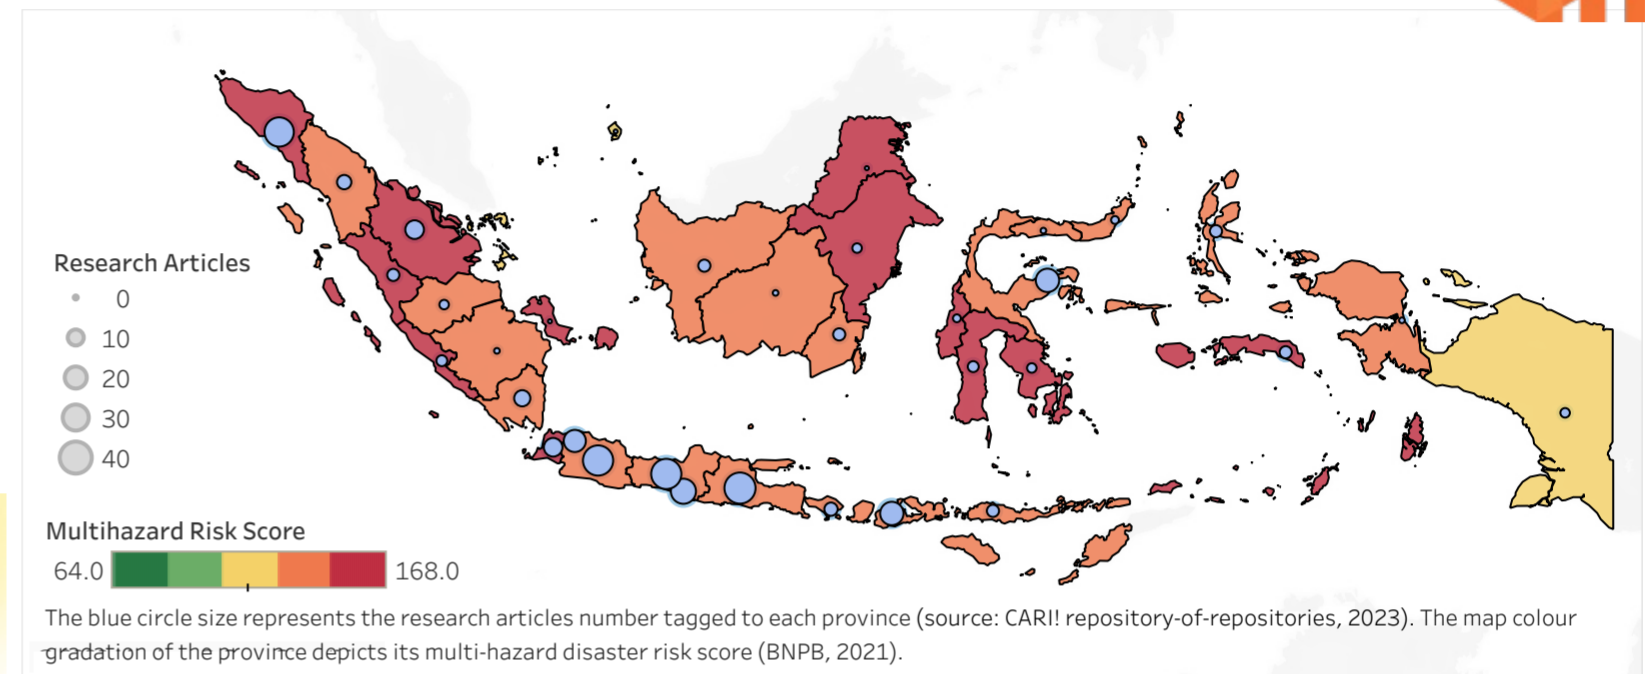 Research Articles
0
10
20
30
40
Multihazard Risk Score
64.0 168.0
The blue circle size represents the research articles number tagged to each province (source: CARI! repository-of-repositories, 2023). The map colour
gradation of the province depicts its multi-hazard disaster risk score (BNPB, 2021).